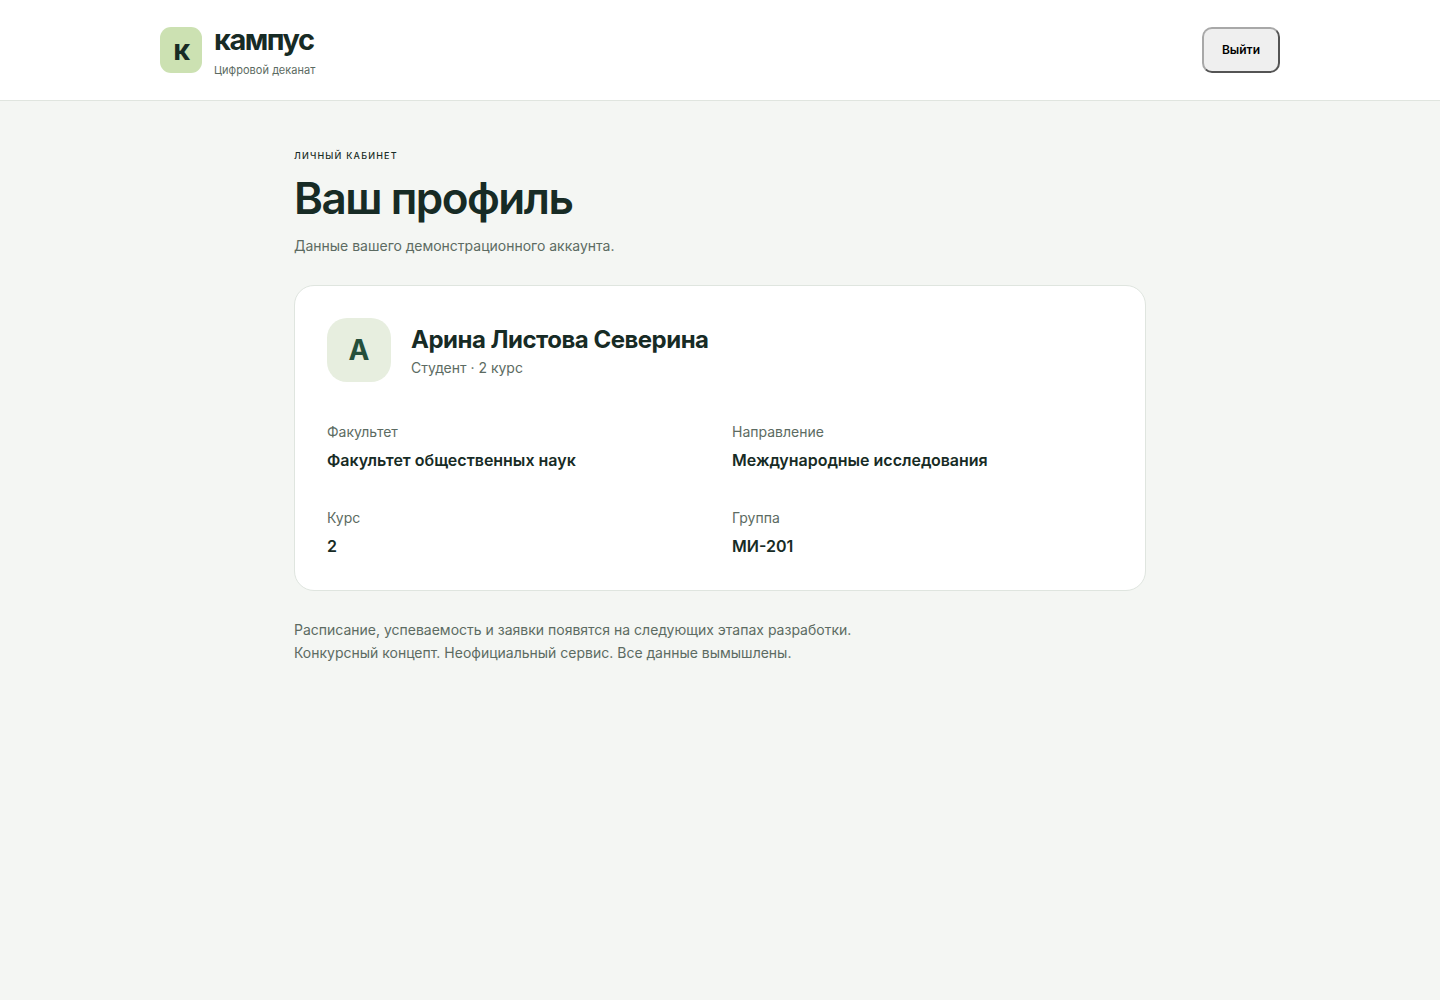 к
кампус
Цифровой деканат
Выйти
ЛИЧНЫЙ КАБИНЕТ
Ваш профиль
Данные вашего демонстрационного аккаунта.
А
Арина Листова Северина
Студент · 2 курс
Факультет
Факультет общественных наук
Направление
Международные исследования
Курс
2
Группа
МИ-201
Расписание, успеваемость и заявки появятся на следующих этапах разработки.
Конкурсный концепт. Неофициальный сервис. Все данные вымышлены.